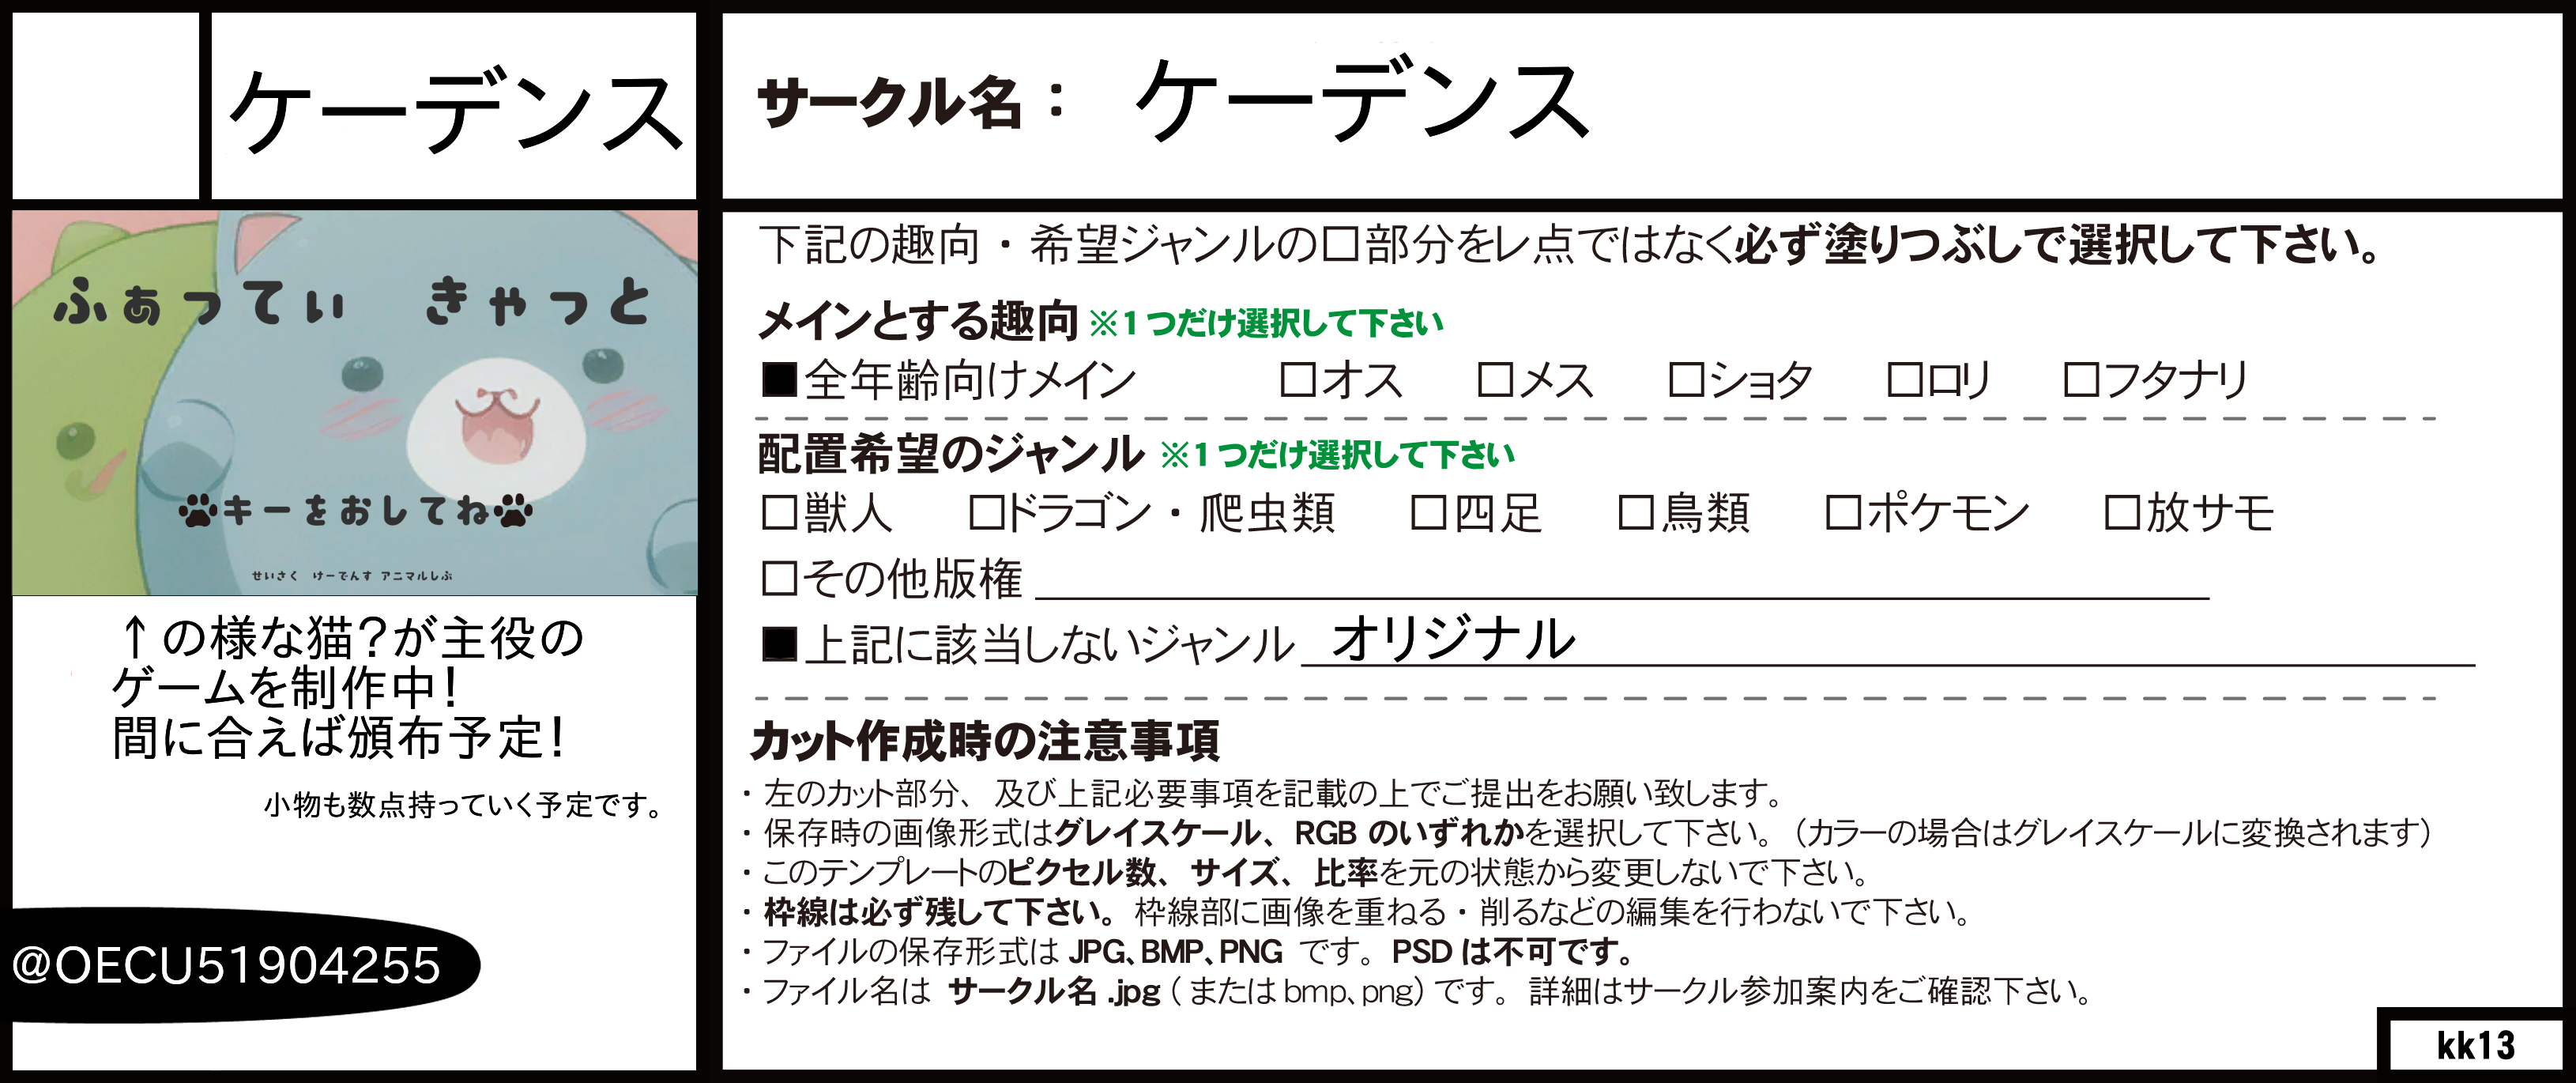 ケーデンス
ふぁってぃ きゃっと
キーをおしてね
せいさく けーでんす アニマルしぶ
↑の様な猫?が主役の
ゲームを制作中!
間に合えば頒布予定!
小物も数点持っていく予定です。
@OECU51904255
サークル名: ケーデンス
下記の趣向・希望ジャンルの□部分をレ点ではなく必ず塗りつぶしで選択して下さい。
メインとする趣向 ※1つだけ選択して下さい
■全年齢向けメイン □オス □メス □ショタ □ロリ □フタナリ
配置希望のジャンル ※1つだけ選択して下さい
□獣人 □ドラゴン・爬虫類 □四足 □鳥類 □ポケモン □放サモ
□その他版権
■上記に該当しないジャンル オリジナル
カット作成時の注意事項
・左のカット部分、及び上記必要事項を記載の上でご提出をお願い致します。
・保存時の画像形式はグレイスケール、RGB のいずれかを選択して下さい。(カラーの場合はグレイスケールに変換されます)
・このテンプレートのピクセル数、サイズ、比率を元の状態から変更しないで下さい。
・枠線は必ず残して下さい。枠線部に画像を重ねる・削るなどの編集を行わないで下さい。
・ファイルの保存形式は JPG、BMP、PNG です。PSD は不可です。
・ファイル名は サークル名 .jpg (または bmp、png) です。詳細はサークル参加案内をご確認下さい。
kk13